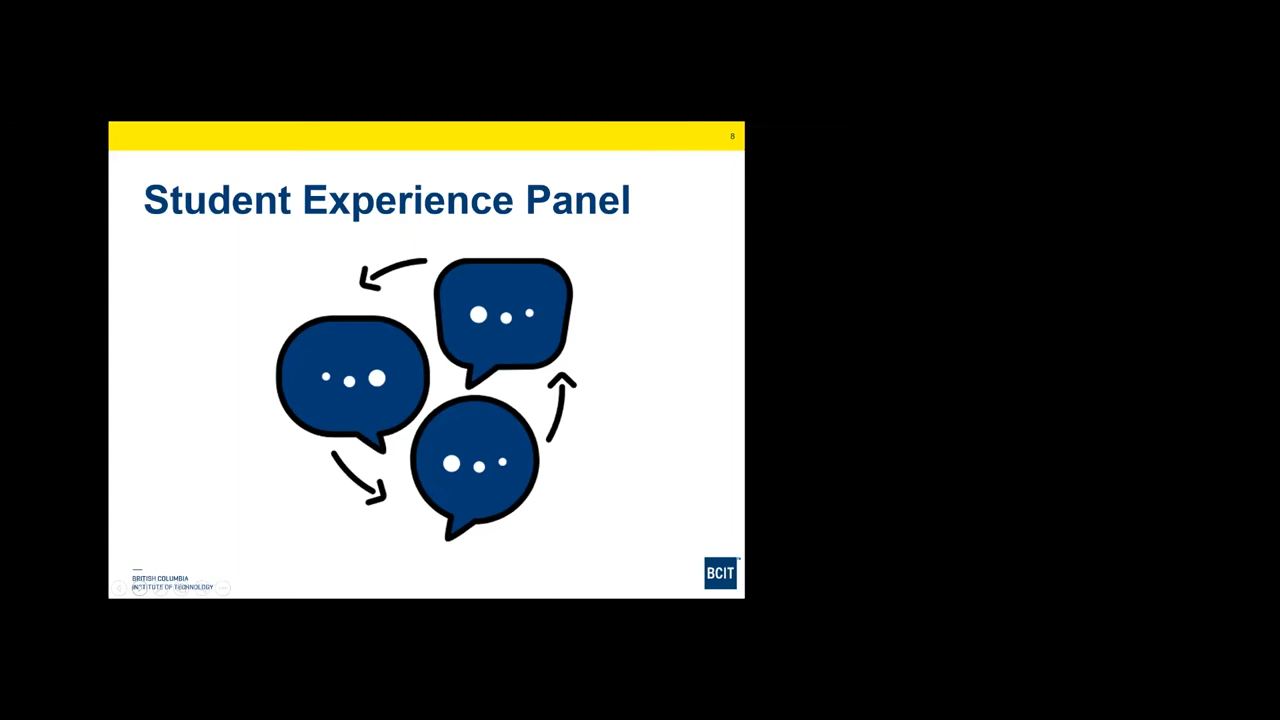 8
Student Experience Panel
BRITISH COLUMBIA
INSTITUTE OF TECHNOLOGY
BCIT